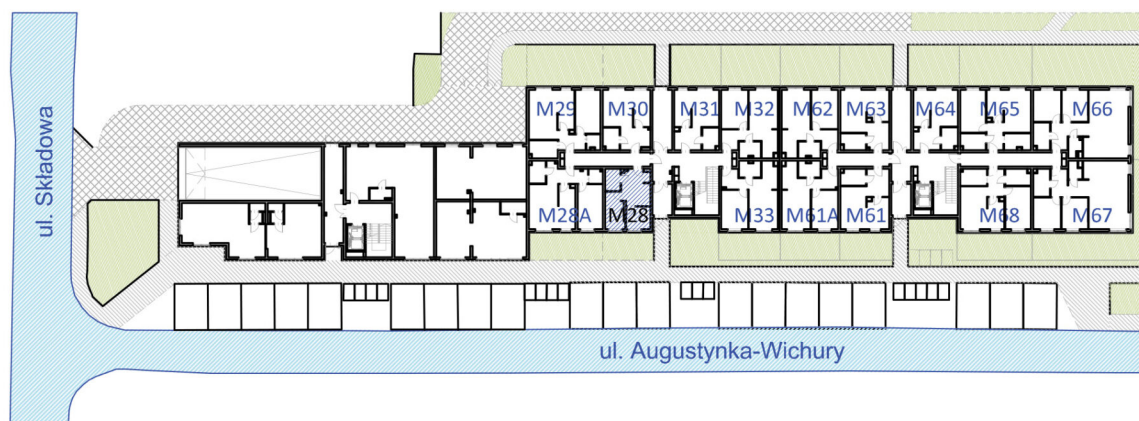 ul. Składowa
M29
M30
M31
M32
M62
M63
M64
M65
M66
M28A
M28
M33
M61A
M61
M68
M67
ul. Augustynka-Wichury